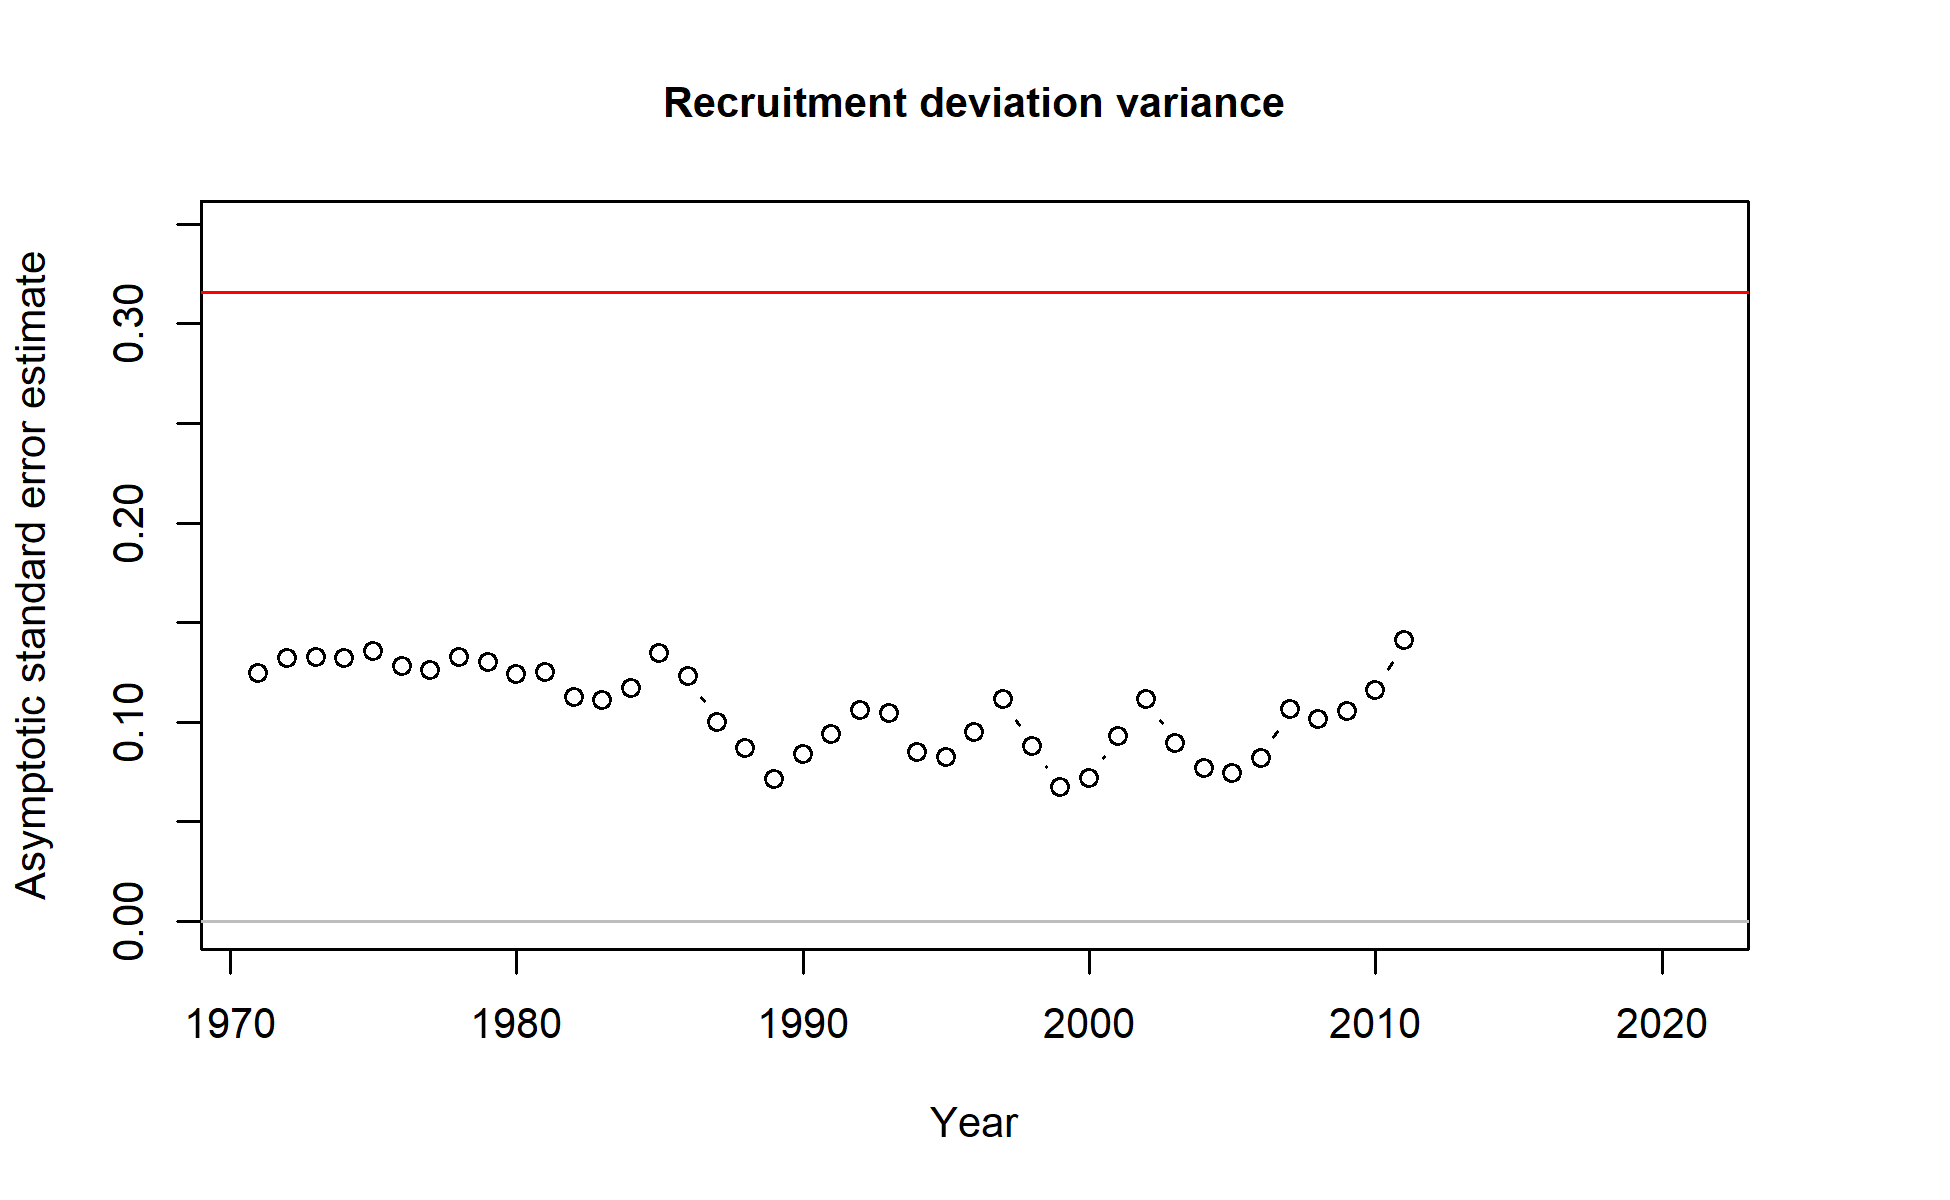 Recruitment deviation variance
Asymptotic standard error estimate
0.30
0.20
0.10
0.00
1970 1980 1990 2000 2010 2020
Year